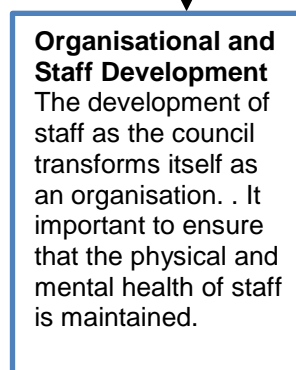 Organisational and
Staff Development
The development of
staff as the council
transforms itself as
an organisation. . It
important to ensure
that the physical and
mental health of staff
is maintained.